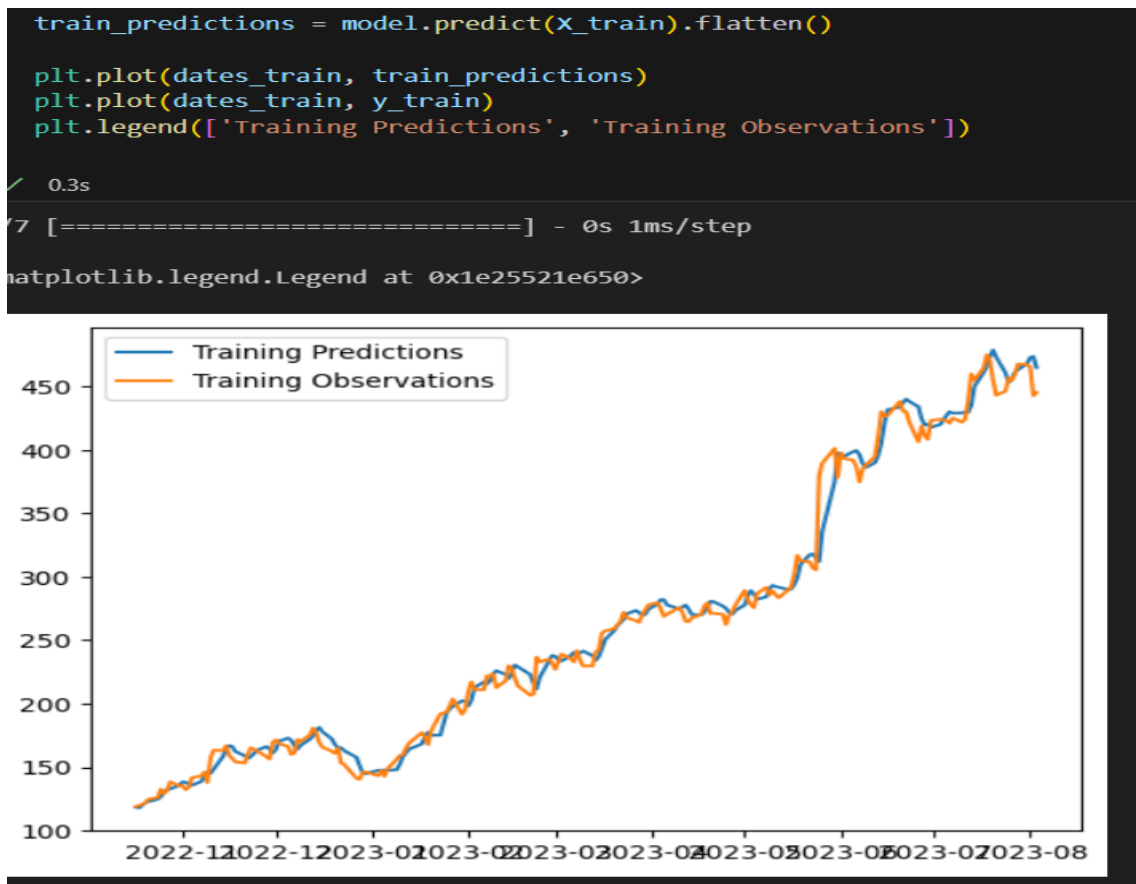 train_predictions = model.predict(X_train).flatten()
plt.plot(dates_train, train_predictions)
plt.plot(dates_train, y_train)
plt.legend(['Training Predictions', 'Training Observations'])
✓ 0.3s
/7 [==============================] - 0s 1ms/step
matplotlib.legend.Legend at 0x1e25521e650>
Training Predictions
Training Observations
450
400
350
300
250
200
150
100
2022-11 2022-12 2023-01 2023-02 2023-03 2023-04 2023-05 2023-06 2023-07 2023-08